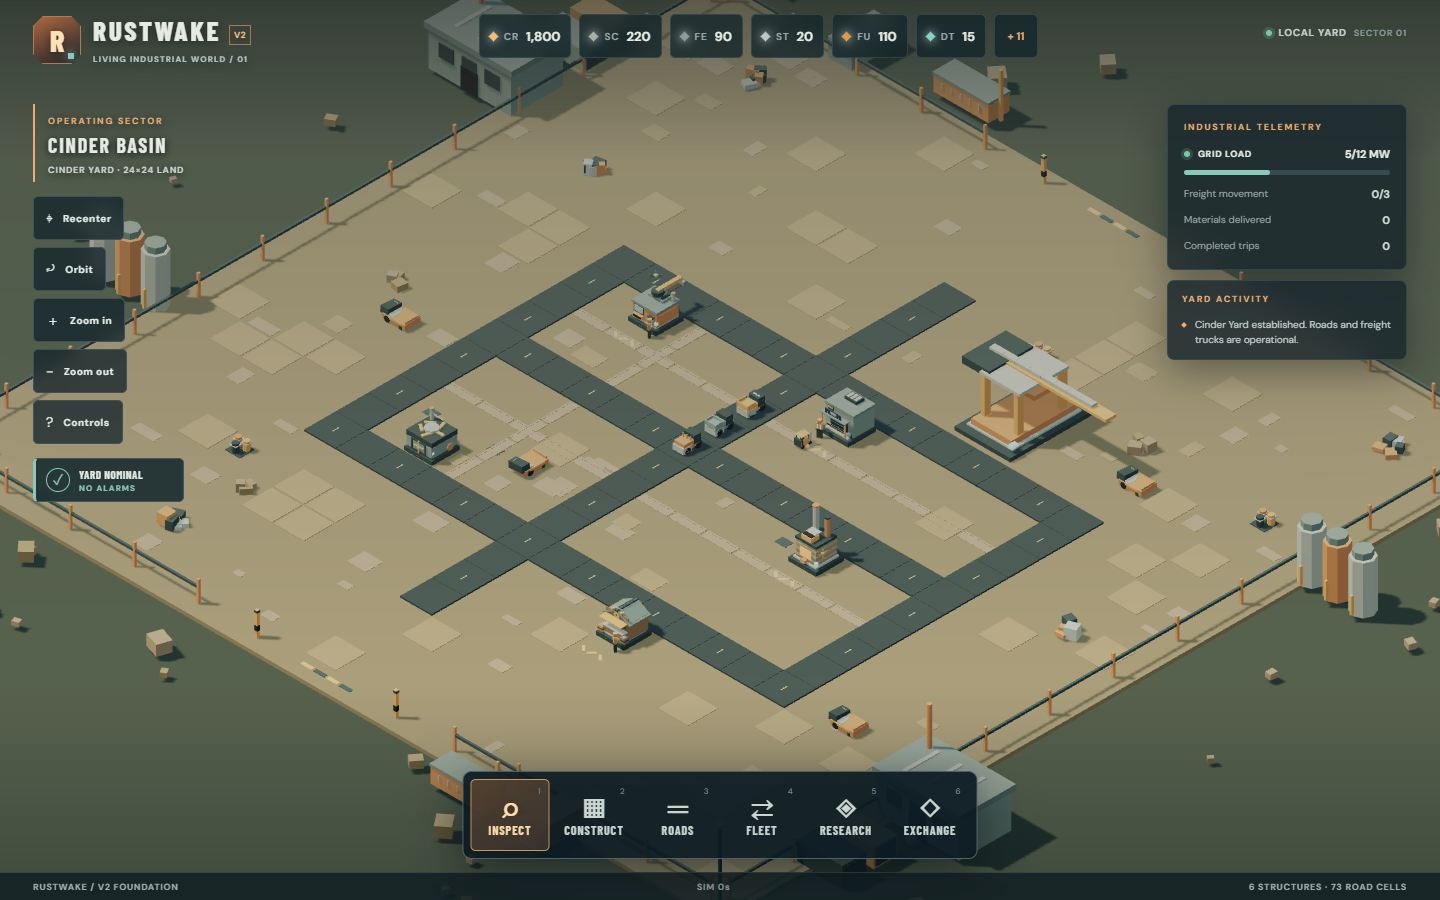 R
RUSTWAKE V2
LIVING INDUSTRIAL WORLD / 01
CR 1,800 SC 220 FE 90 ST 20 FU 110 DT 15 +11
LOCAL YARD SECTOR 01
OPERATING SECTOR
CINDER BASIN
CINDER YARD · 24×24 LAND
Recenter
Orbit
+ Zoom in
− Zoom out
? Controls
YARD NOMINAL
NO ALARMS
INDUSTRIAL TELEMETRY
GRID LOAD 5/12 MW
Freight movement 0/3
Materials delivered 0
Completed trips 0
YARD ACTIVITY
Cinder Yard established. Roads and freight
trucks are operational.
1 INSPECT
2 CONSTRUCT
3 ROADS
4 FLEET
5 RESEARCH
6 EXCHANGE
RUSTWAKE / V2 FOUNDATION
SIM 0s
6 STRUCTURES · 73 ROAD CELLS